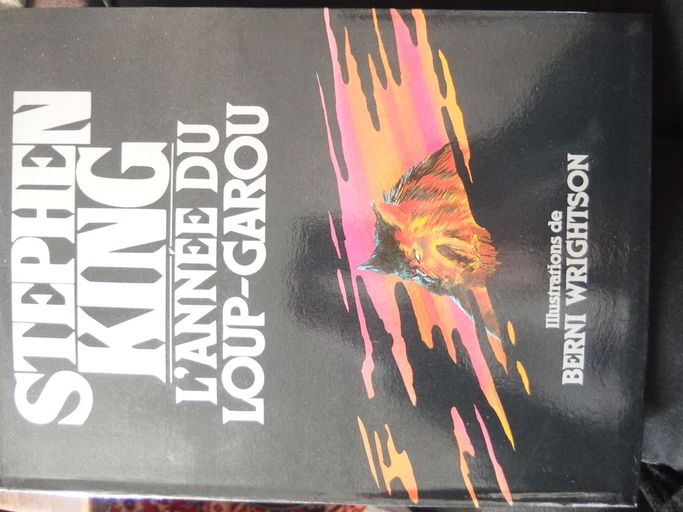 STEPHEN
KING
L'ANNÉE DU
LOUP-GAROU
Illustrations de
BERNI WRIGHTSON